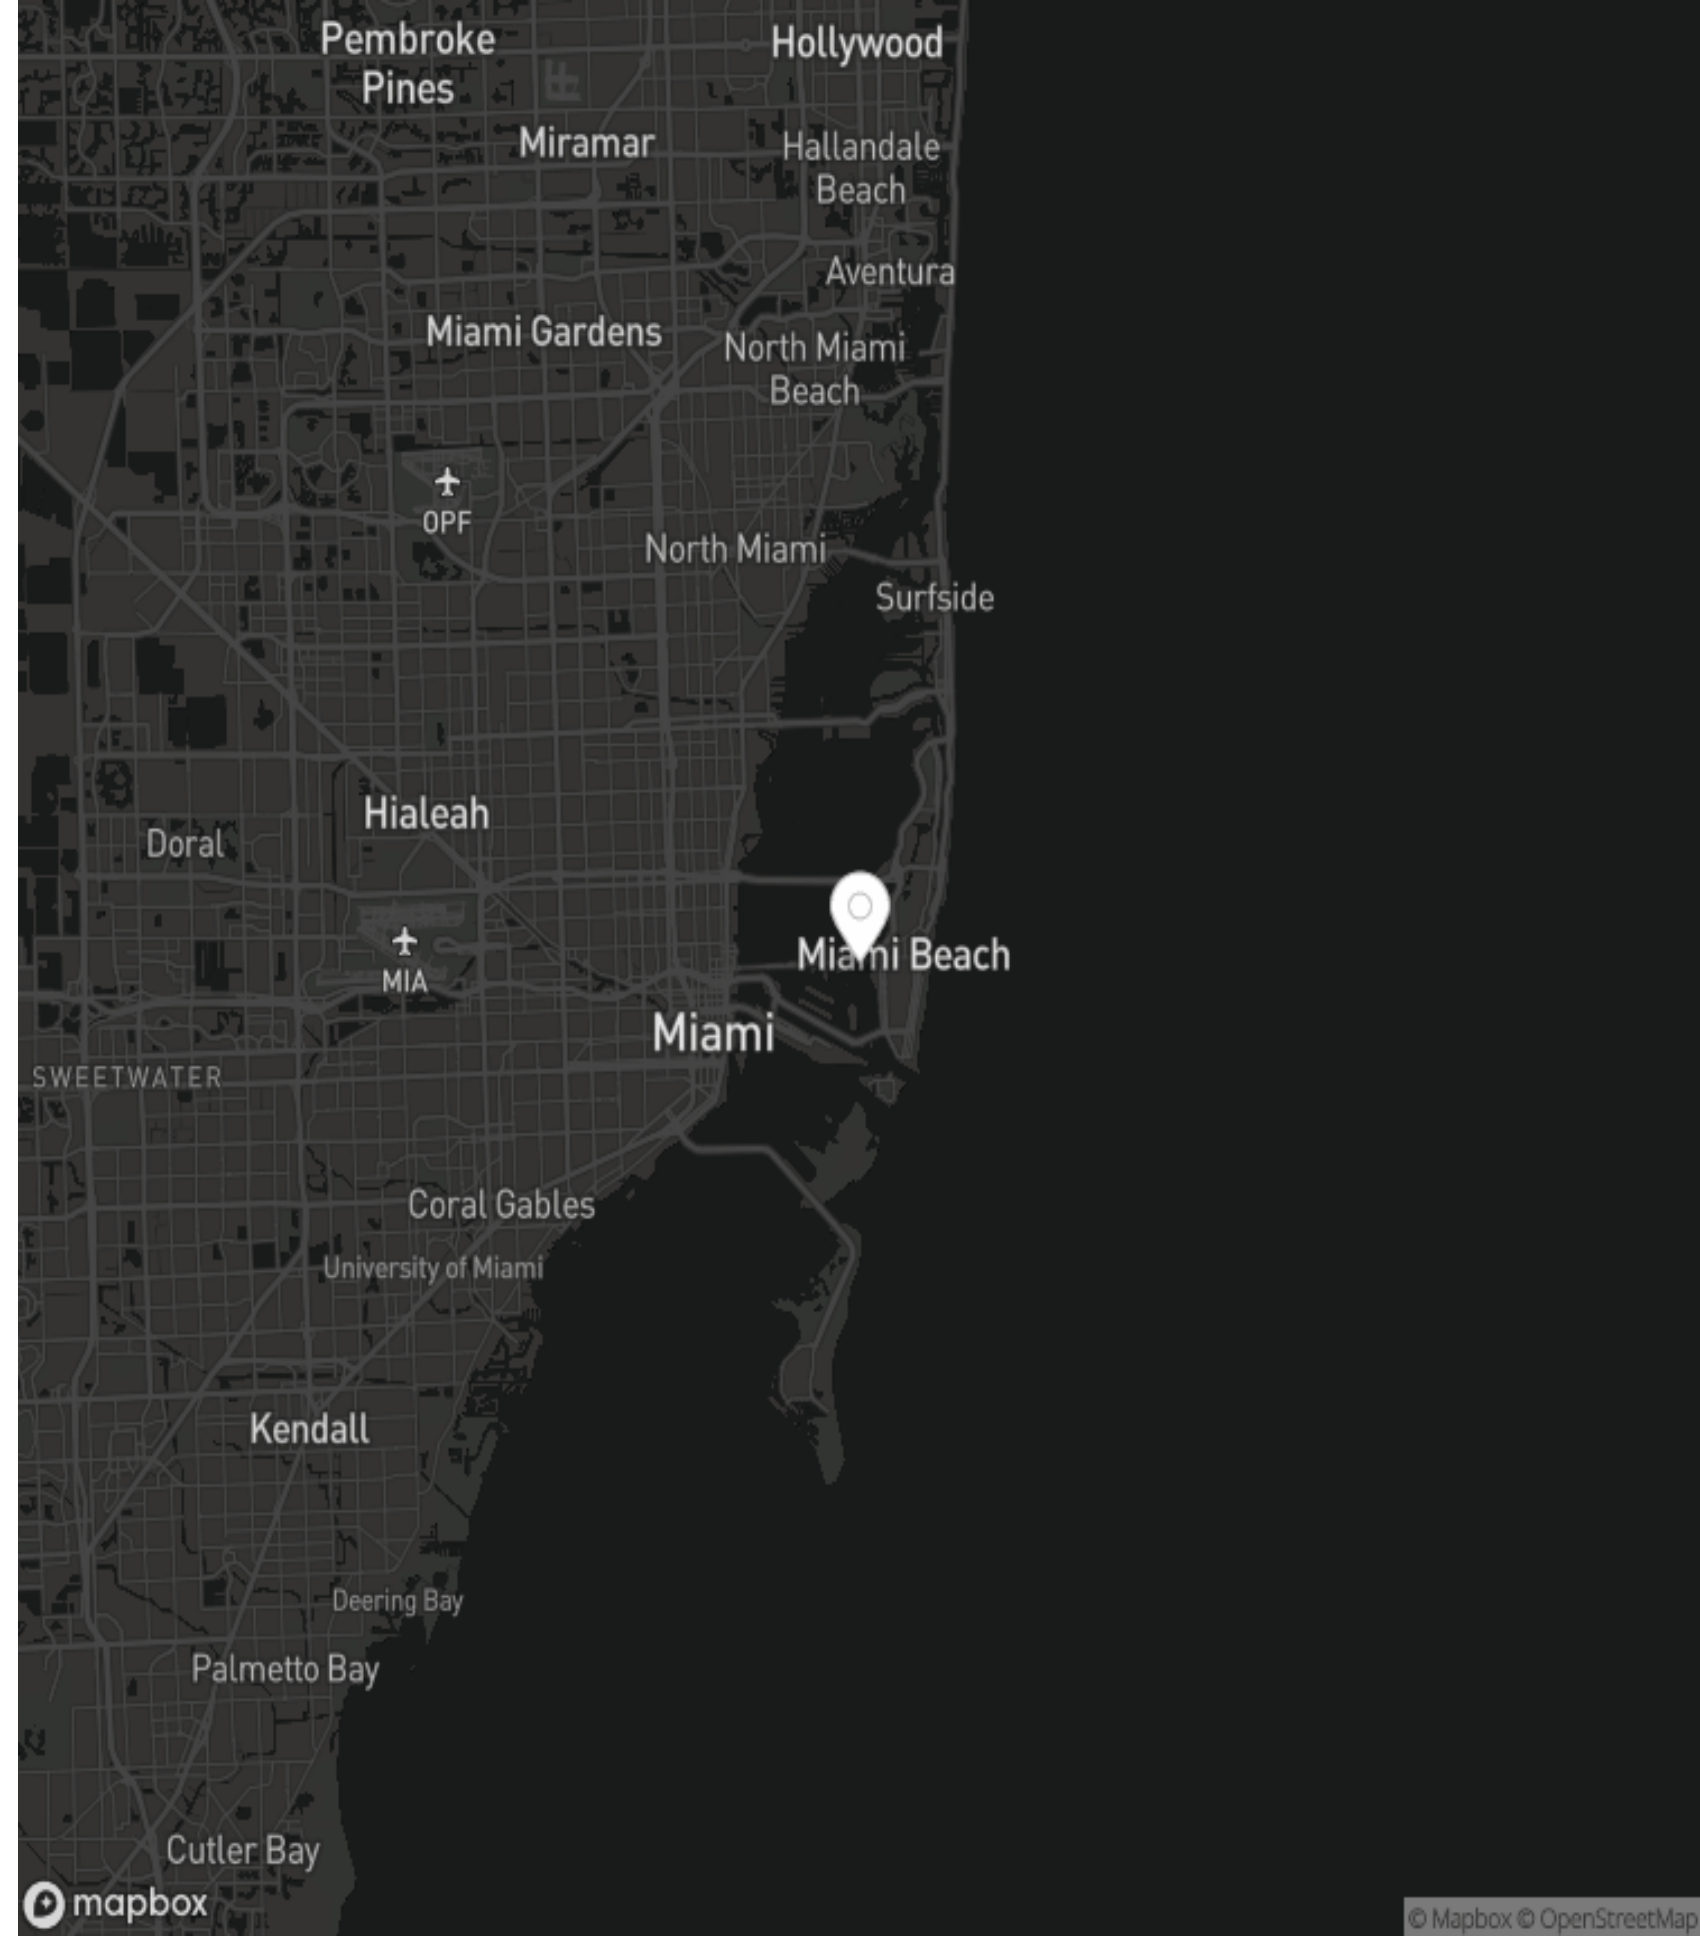 Pembroke
Pines
Hollywood
Miramar
Hallandale
Beach
Aventura
Miami Gardens
North Miami
Beach
OPF
North Miami
Surfside
Hialeah
Doral
MIA
Miami Beach
Miami
SWEETWATER
Coral Gables
University of Miami
Kendall
Deering Bay
Palmetto Bay
Cutler Bay
mapbox
© Mapbox © OpenStreetMap